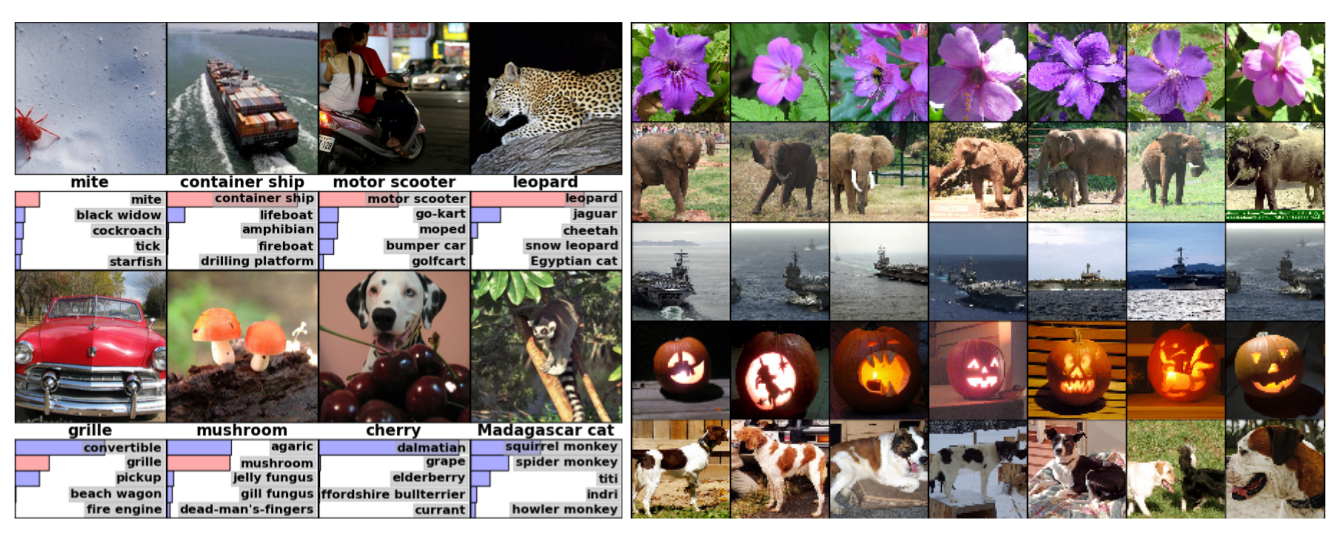 mite
container ship
motor scooter
leopard
mite
black widow
cockroach
tick
starfish
container ship
lifeboat
amphibian
fireboat
drilling platform
motor scooter
go-kart
moped
bumper car
golfcart
leopard
jaguar
cheetah
snow leopard
Egyptian cat
grille
mushroom
cherry
Madagascar cat
convertible
grille
pickup
beach wagon
fire engine
agaric
mushroom
jelly fungus
gill fungus
dead-man's-fingers
dalmatian
grape
elderberry
ffordshire bullterrier
currant
squirrel monkey
spider monkey
titi
indri
howler monkey